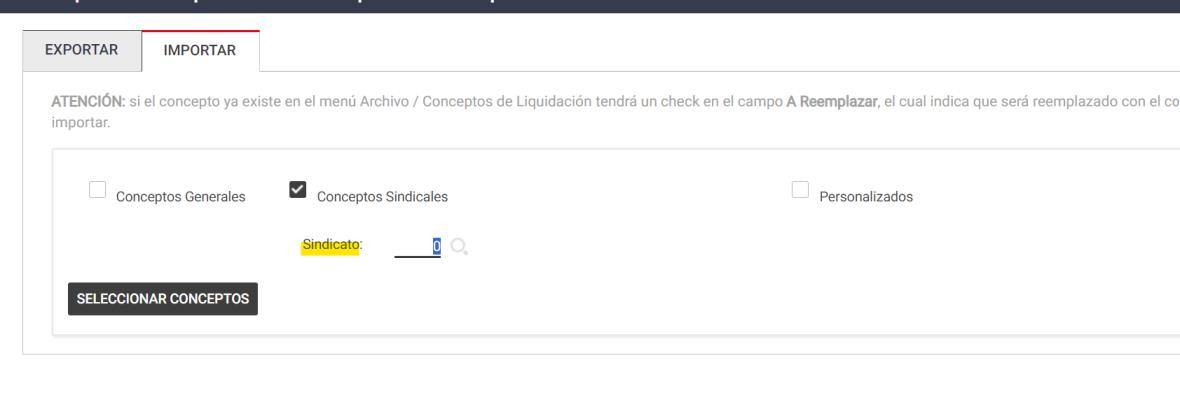 EXPORTAR IMPORTAR
ATENCIÓN: si el concepto ya existe en el menú Archivo / Conceptos de Liquidación tendrá un check en el campo A Reemplazar, el cual indica que será reemplazado con el co
importar.
Conceptos Generales Conceptos Sindicales Personalizados
Sindicato: 0
SELECCIONAR CONCEPTOS